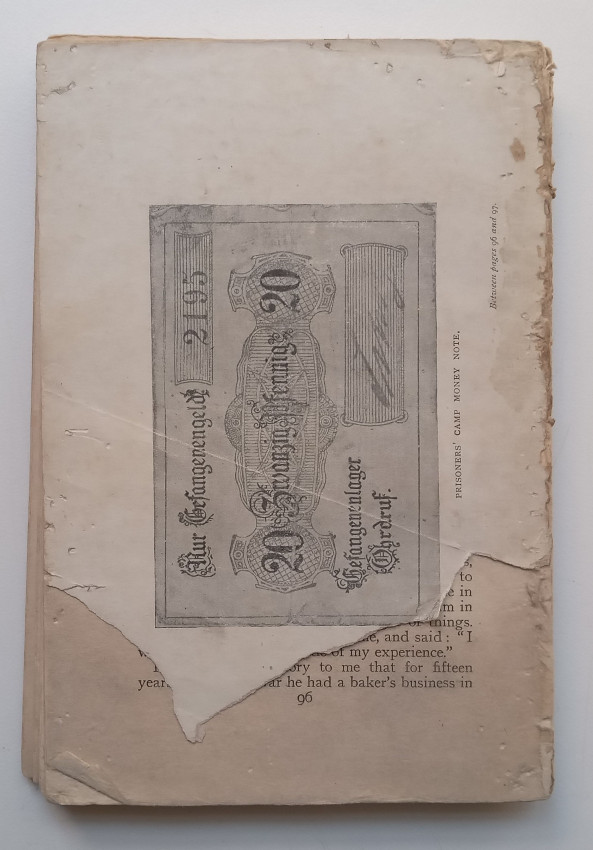 Nur Gefangenengeld
2195
20 Zwanzig Pfennig 20
Gefangenenlager
Ohrdruf.
PRISONERS' CAMP MONEY NOTE.
Between pages 96 and 97.
to
in
m in
of things.
and said: "I
of my experience."
ory to me that for fifteen
year ar he had a baker's business in
96